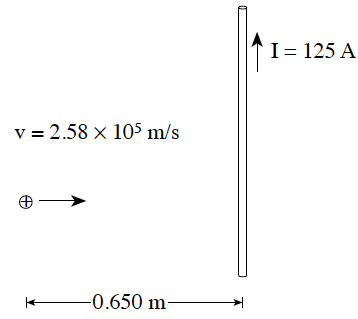 I = 125 A
v = 2.58 × 10⁵ m/s
0.650 m